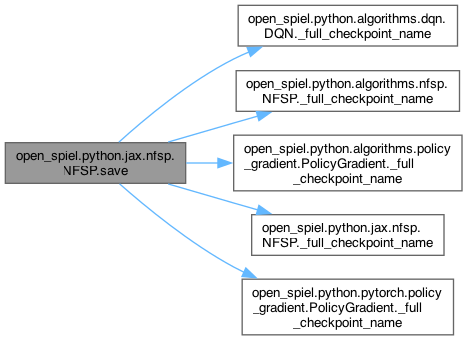 open_spiel.python.jax.nfsp.
NFSP.save
open_spiel.python.algorithms.dqn.
DQN._full_checkpoint_name
open_spiel.python.algorithms.nfsp.
NFSP._full_checkpoint_name
open_spiel.python.algorithms.policy
_gradient.PolicyGradient._full
_checkpoint_name
open_spiel.python.jax.nfsp.
NFSP._full_checkpoint_name
open_spiel.python.pytorch.policy
_gradient.PolicyGradient._full
_checkpoint_name